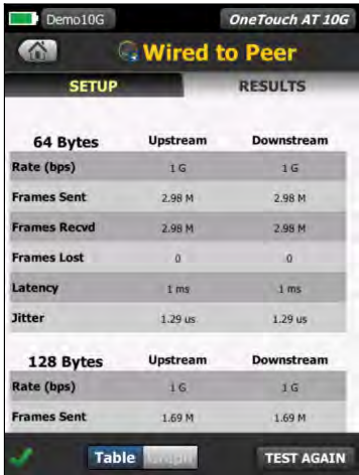 Demo10G OneTouch AT 10G
Wired to Peer
SETUP RESULTS
64 Bytes Upstream Downstream
Rate (bps) 1 G 1 G
Frames Sent 2.98 M 2.98 M
Frames Recvd 2.98 M 2.98 M
Frames Lost 0 0
Latency 1 ms 1 ms
Jitter 1.29 us 1.29 us
128 Bytes Upstream Downstream
Rate (bps) 1 G 1 G
Frames Sent 1.69 M 1.69 M
Table Graph TEST AGAIN